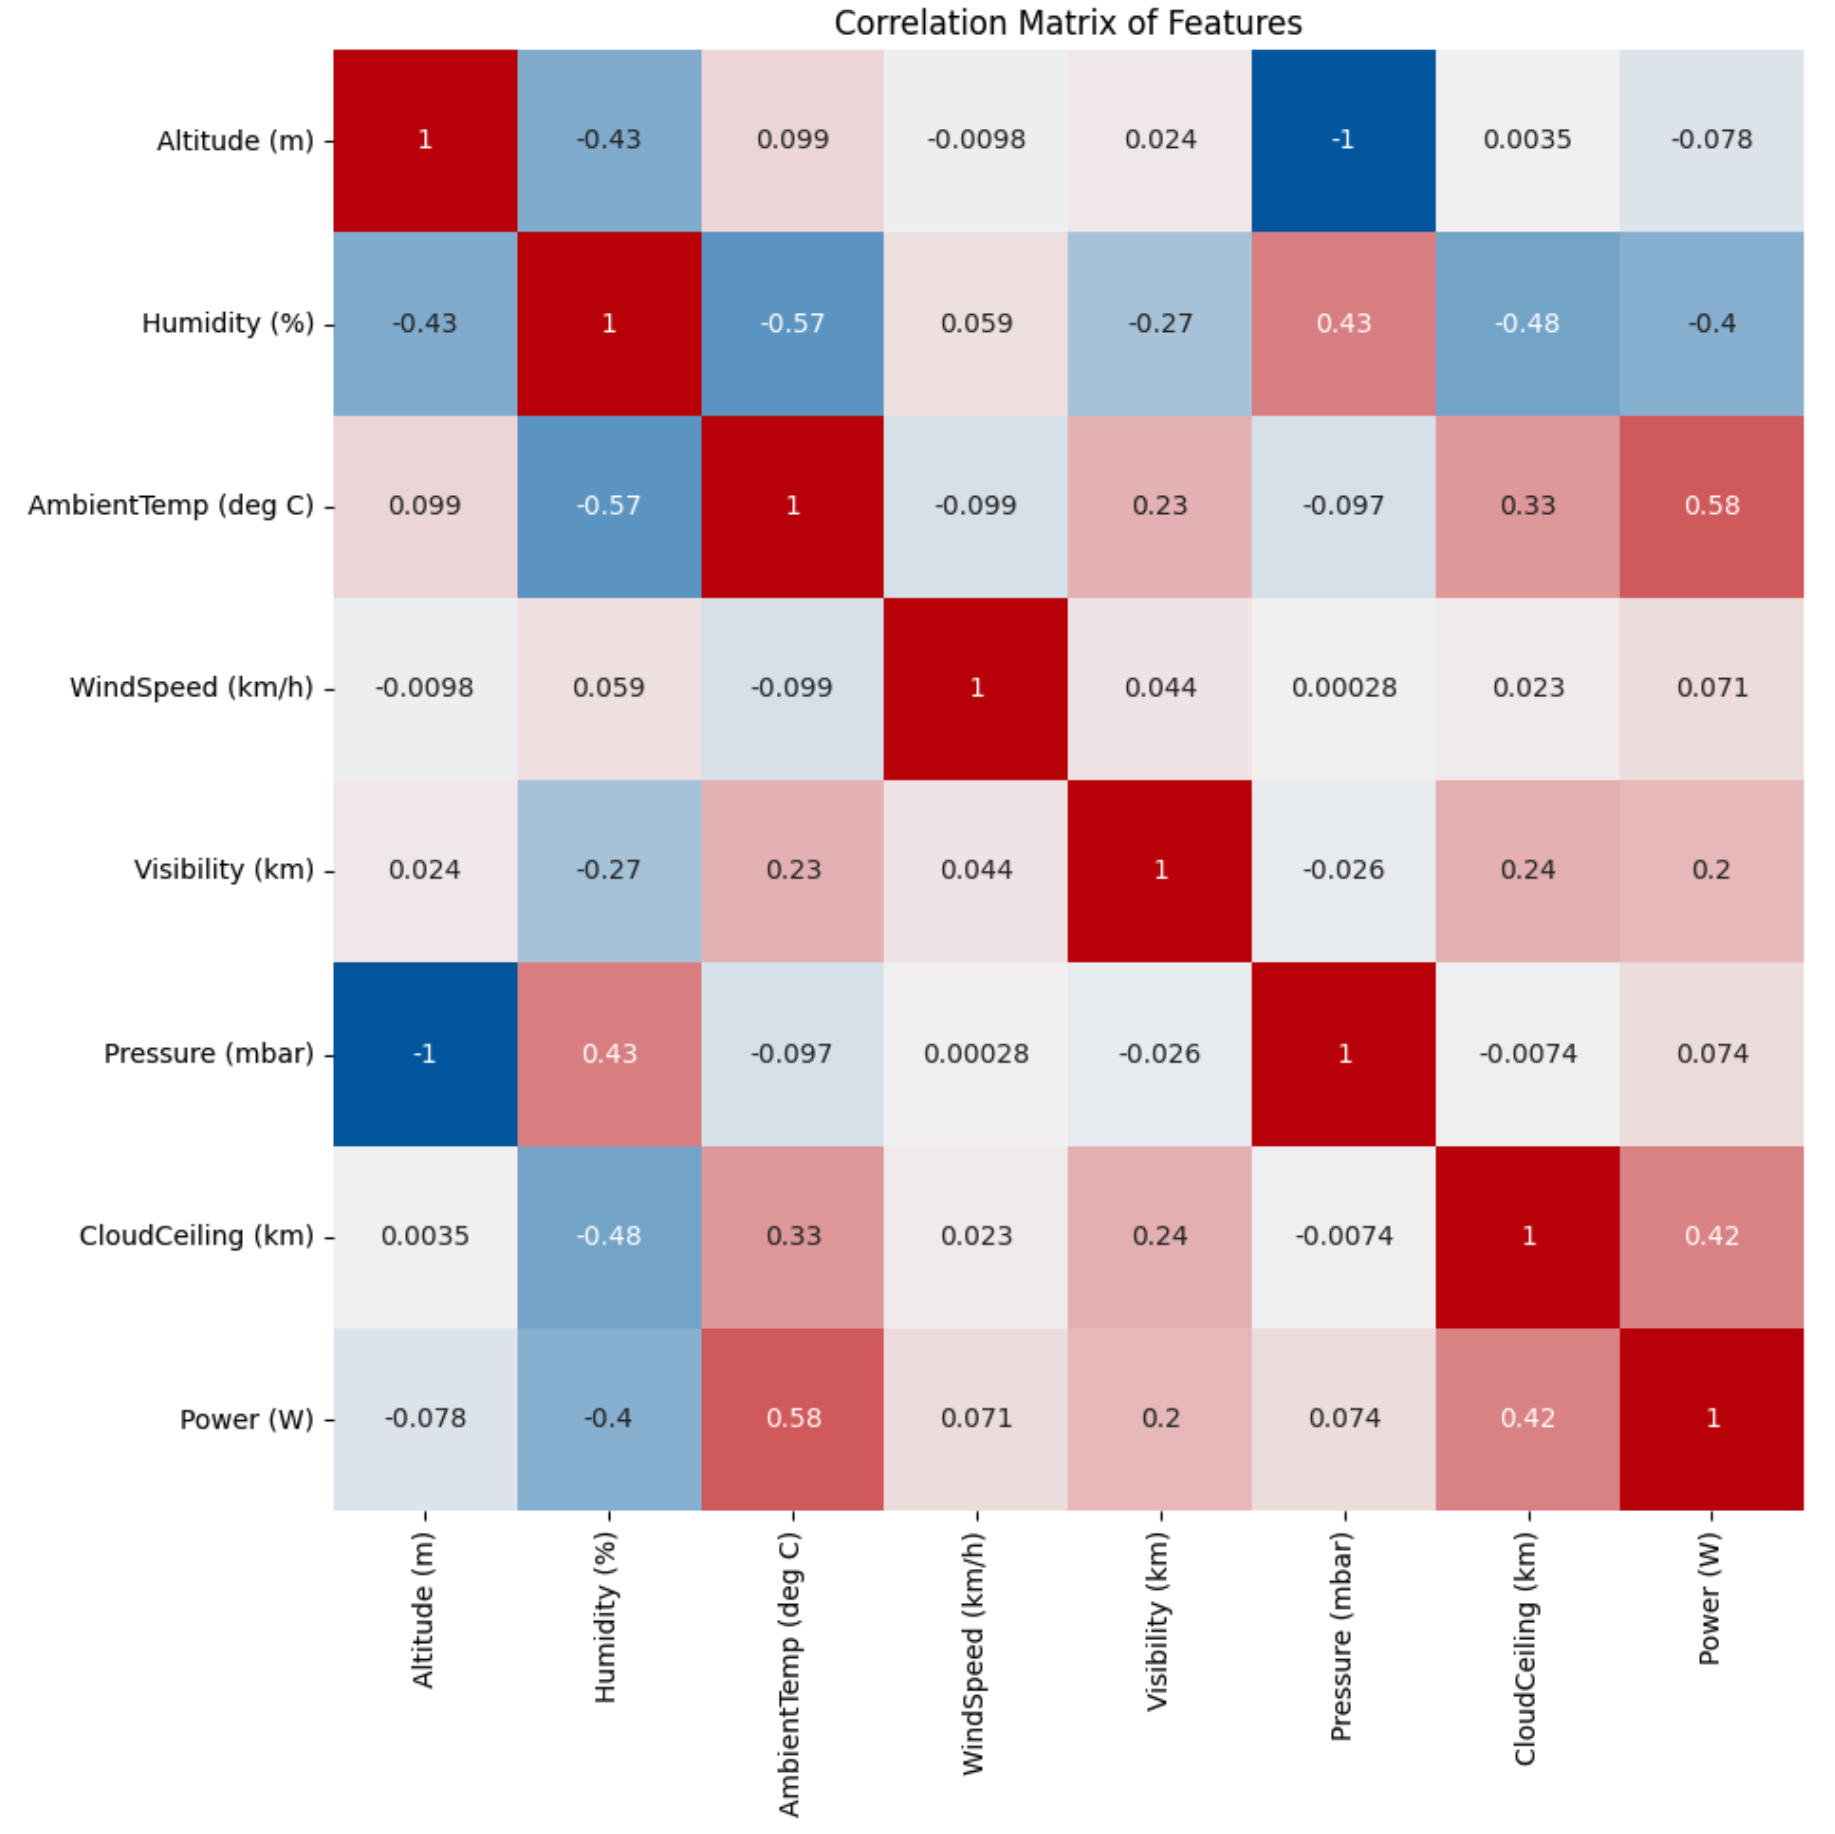 Correlation Matrix of Features
Altitude (m) 1 -0.43 0.099 -0.0098 0.024 -1 0.0035 -0.078
Humidity (%) -0.43 1 -0.57 0.059 -0.27 0.43 -0.48 -0.4
AmbientTemp (deg C) 0.099 -0.57 1 -0.099 0.23 -0.097 0.33 0.58
WindSpeed (km/h) -0.0098 0.059 -0.099 1 0.044 0.00028 0.023 0.071
Visibility (km) 0.024 -0.27 0.23 0.044 1 -0.026 0.24 0.2
Pressure (mbar) -1 0.43 -0.097 0.00028 -0.026 1 -0.0074 0.074
CloudCeiling (km) 0.0035 -0.48 0.33 0.023 0.24 -0.0074 1 0.42
Power (W) -0.078 -0.4 0.58 0.071 0.2 0.074 0.42 1
Altitude (m)
Humidity (%)
AmbientTemp (deg C)
WindSpeed (km/h)
Visibility (km)
Pressure (mbar)
CloudCeiling (km)
Power (W)